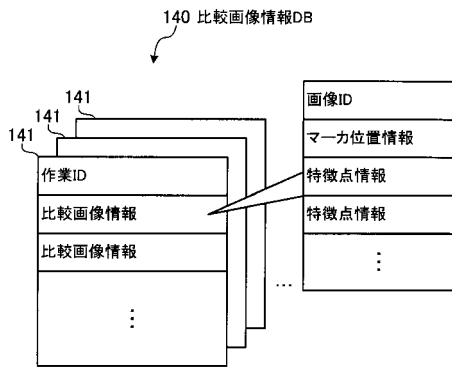 140 比較画像情報DB
141
141
141
作業ID
比較画像情報
比較画像情報
⋮
…
画像ID
マーカ位置情報
特徴点情報
特徴点情報
⋮